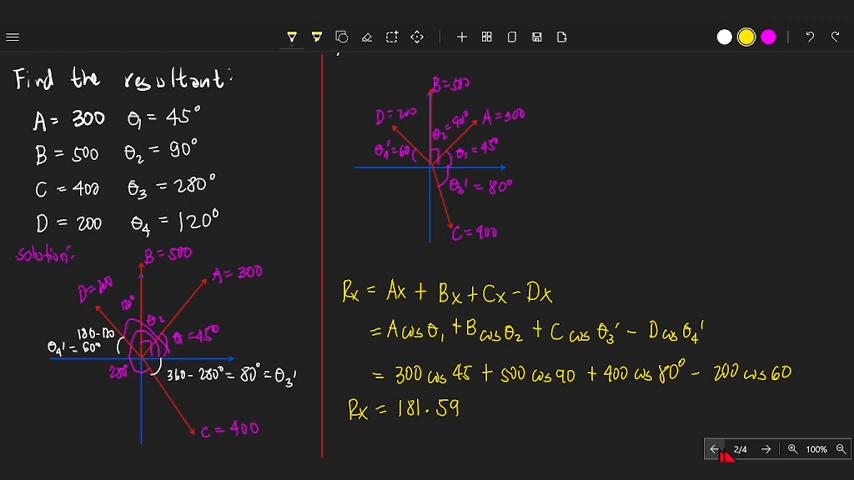 Find the resultant:
A = 300 θ1 = 45°
B = 500 θ2 = 90°
C = 400 θ3 = 280°
D = 200 θ4 = 120°
solution:
B = 500
A = 300
D = 200
120°
θ2
θ1 = 45°
180-120
θ4' = 60°
280°
360 - 280° = 80° = θ3'
C = 400
B = 500
D = 200
A = 300
θ2 = 90°
θ4' = 60
θ1 = 45°
θ3' = 80°
C = 400
Rx = Ax + Bx + Cx - Dx
= A cos θ1 + B cos θ2 + C cos θ3' - D cos θ4'
= 300 cos 45 + 500 cos 90 + 400 cos 80° - 200 cos 60
Rx = 181.59
2/4 100%